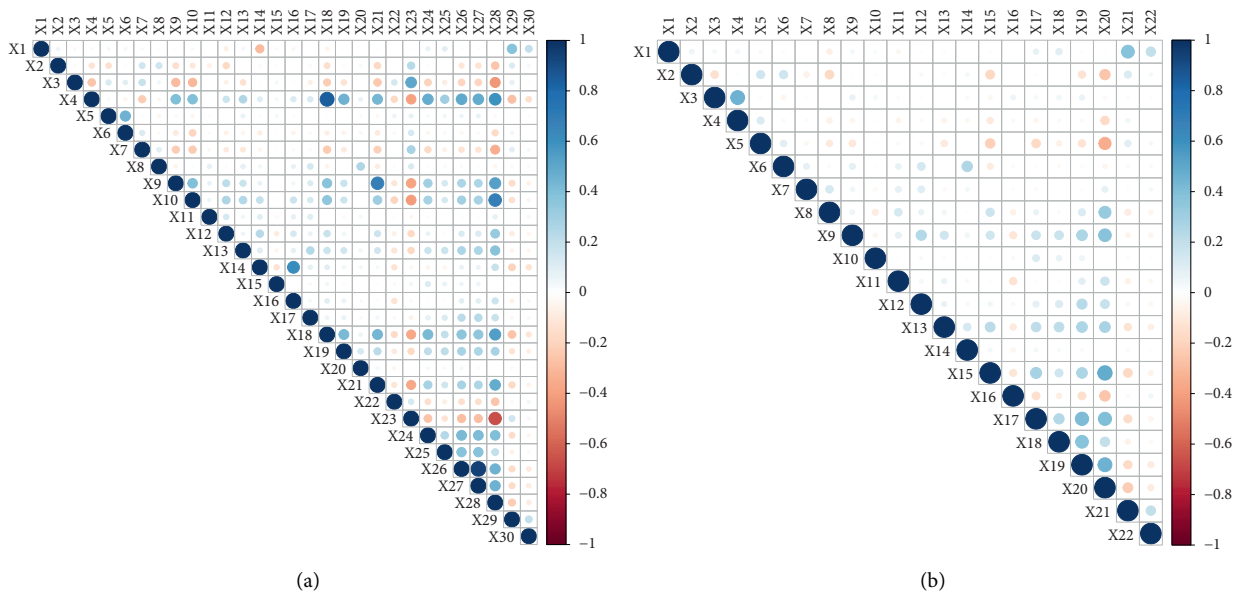 X1 X2 X3 X4 X5 X6 X7 X8 X9 X10 X11 X12 X13 X14 X15 X16 X17 X18 X19 X20 X21 X22 X23 X24 X25 X26 X27 X28 X29 X30
X1
X2
X3
X4
X5
X6
X7
X8
X9
X10
X11
X12
X13
X14
X15
X16
X17
X18
X19
X20
X21
X22
X23
X24
X25
X26
X27
X28
X29
X30
1
0.8
0.6
0.4
0.2
0
−0.2
−0.4
−0.6
−0.8
−1
(a)
X1 X2 X3 X4 X5 X6 X7 X8 X9 X10 X11 X12 X13 X14 X15 X16 X17 X18 X19 X20 X21 X22
X1
X2
X3
X4
X5
X6
X7
X8
X9
X10
X11
X12
X13
X14
X15
X16
X17
X18
X19
X20
X21
X22
1
0.8
0.6
0.4
0.2
0
−0.2
−0.4
−0.6
−0.8
−1
(b)